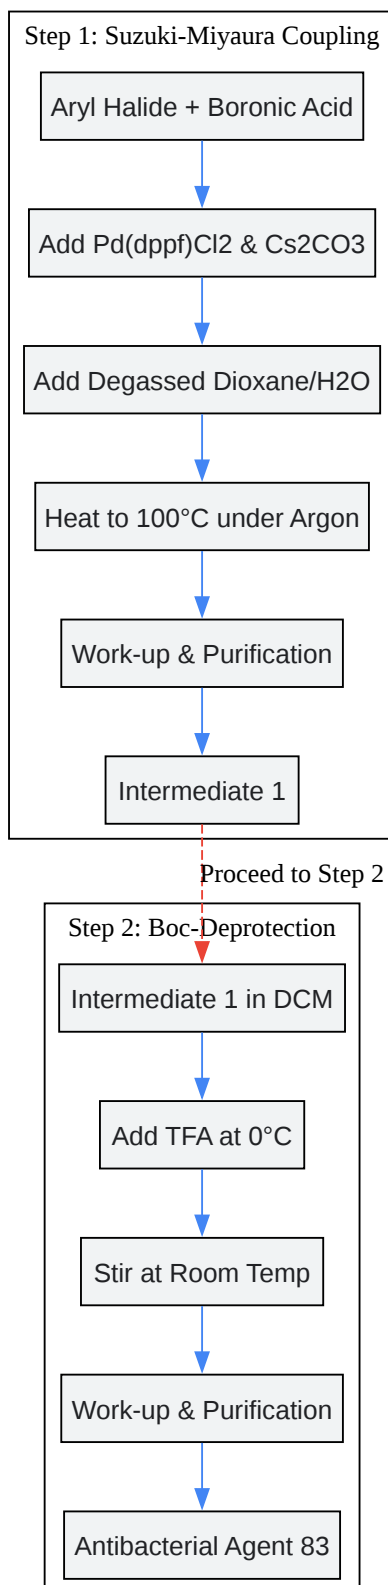 Step 1: Suzuki-Miyaura Coupling
Aryl Halide + Boronic Acid
Add Pd(dppf)Cl2 & Cs2CO3
Add Degassed Dioxane/H2O
Heat to 100°C under Argon
Work-up & Purification
Intermediate 1
Proceed to Step 2
Step 2: Boc-Deprotection
Intermediate 1 in DCM
Add TFA at 0°C
Stir at Room Temp
Work-up & Purification
Antibacterial Agent 83